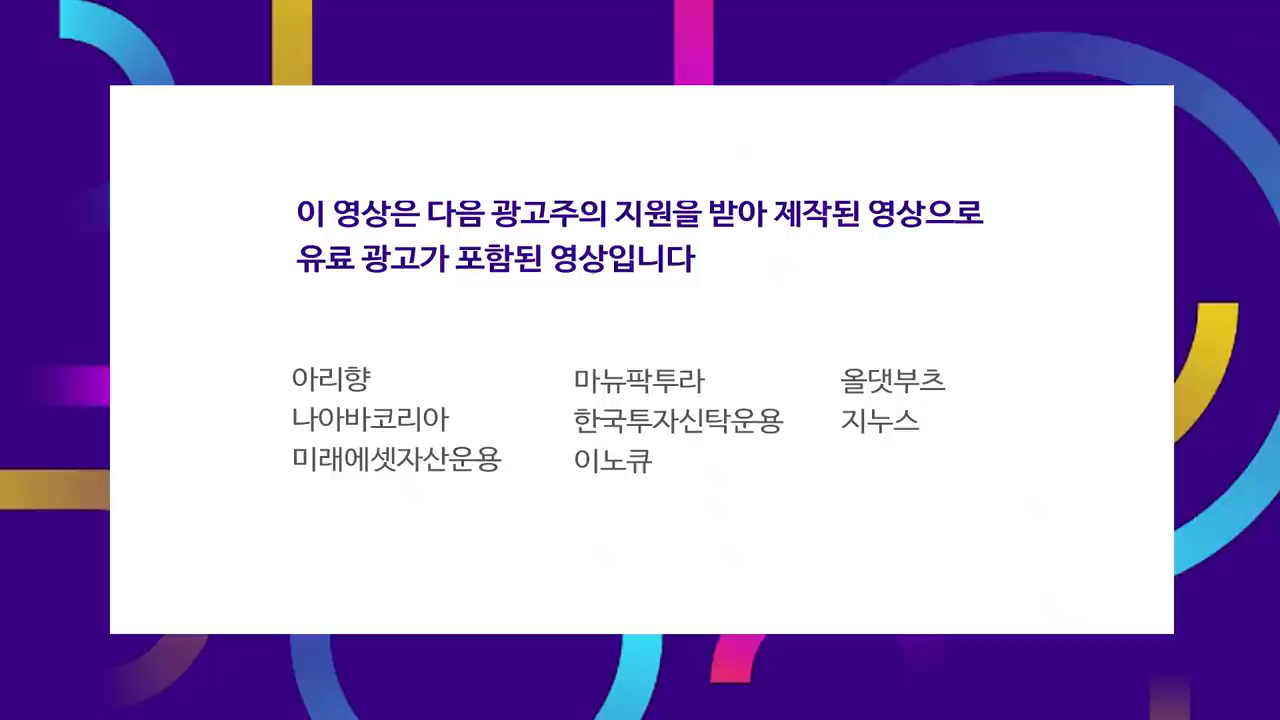 이 영상은 다음 광고주의 지원을 받아 제작된 영상으로
유료 광고가 포함된 영상입니다
아리향
나아바코리아
미래에셋자산운용
마뉴팍투라
한국투자신탁운용
이노큐
올댓부츠
지누스